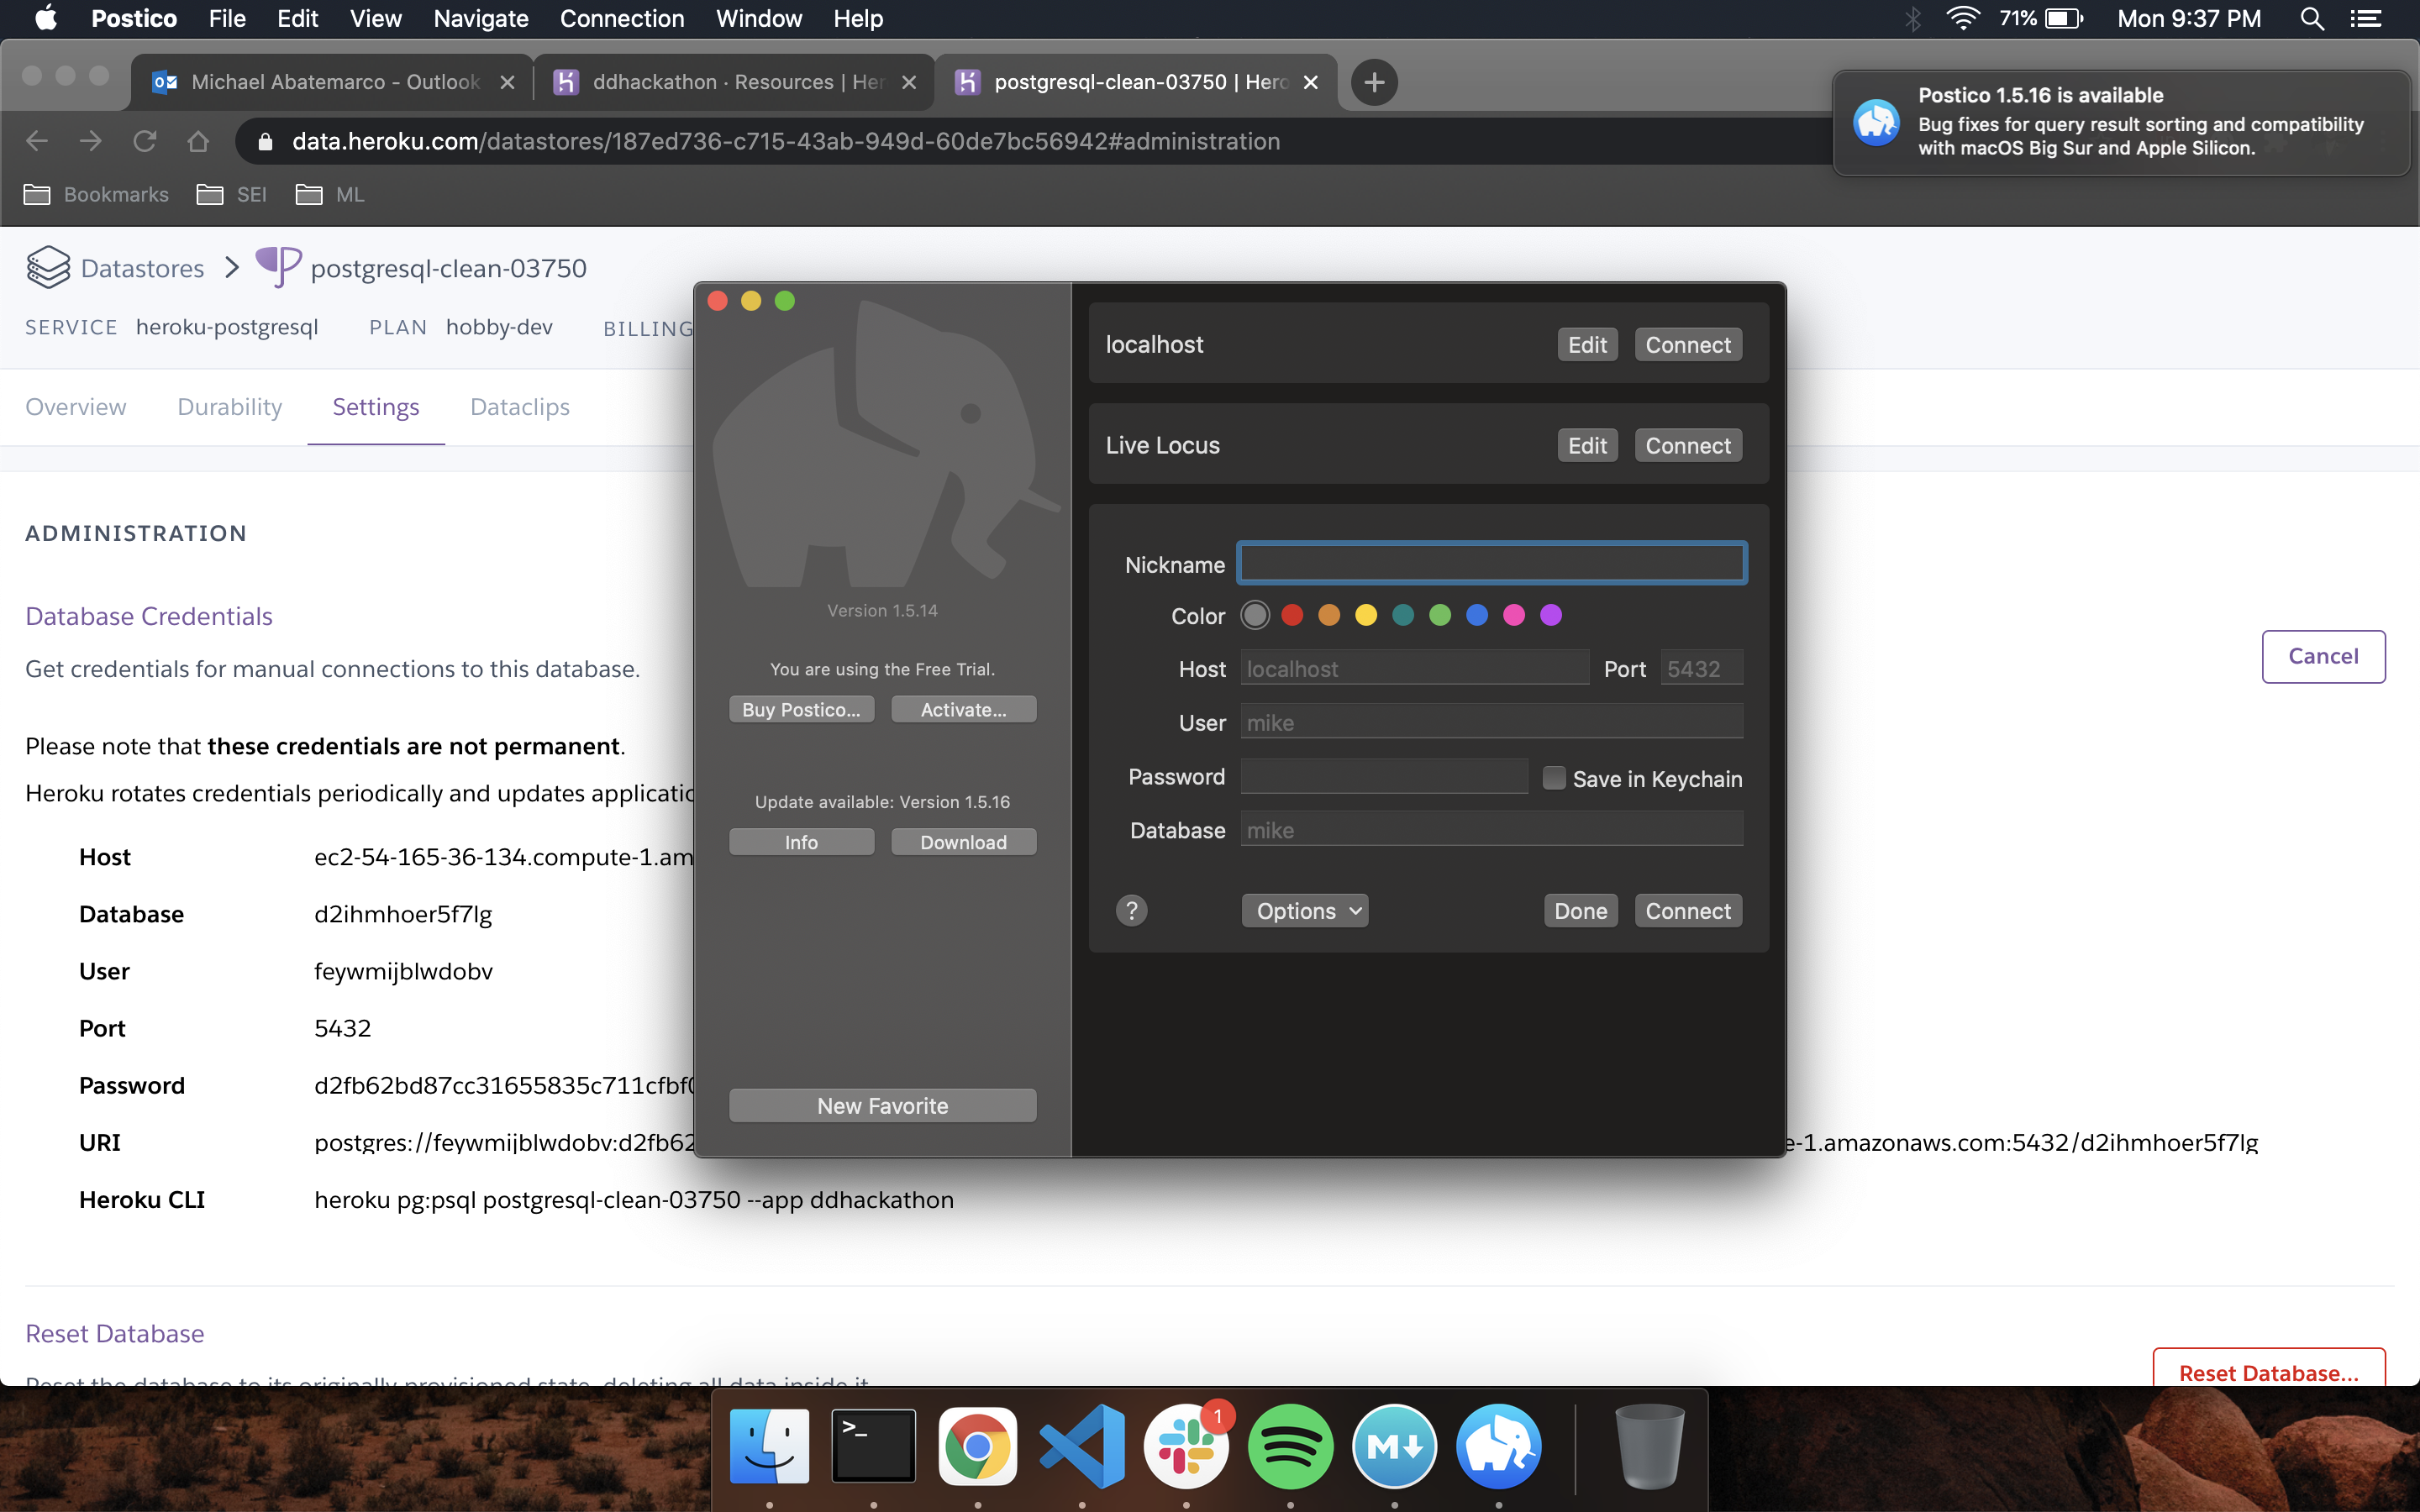 Postico File Edit View Navigate Connection Window Help 71% Mon 9:37 PM
Michael Abatemarco - Outlook
ddhackathon · Resources | Her
postgresql-clean-03750 | Hero
Postico 1.5.16 is available
Bug fixes for query result sorting and compatibility
with macOS Big Sur and Apple Silicon.
data.heroku.com/datastores/187ed736-c715-43ab-949d-60de7bc56942#administration
Bookmarks SEI ML
Datastores > postgresql-clean-03750
SERVICE heroku-postgresql PLAN hobby-dev BILLING
Overview Durability Settings Dataclips
ADMINISTRATION
Database Credentials
Get credentials for manual connections to this database.
Cancel
Please note that these credentials are not permanent.
Heroku rotates credentials periodically and updates applicatio
Host ec2-54-165-36-134.compute-1.am
Database d2ihmhoer5f7lg
User feywmijblwdobv
Port 5432
Password d2fb62bd87cc31655835c711cfbf0
URI postgres://feywmijblwdobv:d2fb62 e-1.amazonaws.com:5432/d2ihmhoer5f7lg
Heroku CLI heroku pg:psql postgresql-clean-03750 --app ddhackathon
Reset Database
Reset the database to its originally provisioned state, deleting all data inside it
Reset Database...
Version 1.5.14
You are using the Free Trial.
Buy Postico... Activate...
Update available: Version 1.5.16
Info Download
New Favorite
localhost Edit Connect
Live Locus Edit Connect
Nickname
Color
Host localhost Port 5432
User mike
Password Save in Keychain
Database mike
? Options Done Connect
>_
1
M